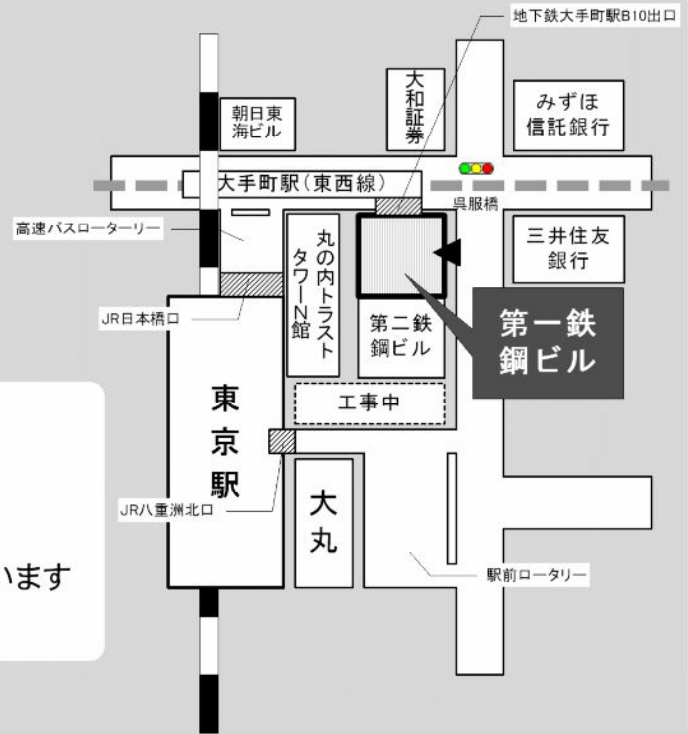 地下鉄大手町駅B10出口
大和証券
朝日東
海ビル
みずほ
信託銀行
大手町駅(東西線)
呉服橋
高速バスローターリー
丸の内トラスト
タワーN館
三井住友
銀行
JR日本橋口
第二鉄
鋼ビル
第一鉄
鋼ビル
工事中
東京駅
JR八重洲北口
大丸
います
駅前ロータリー